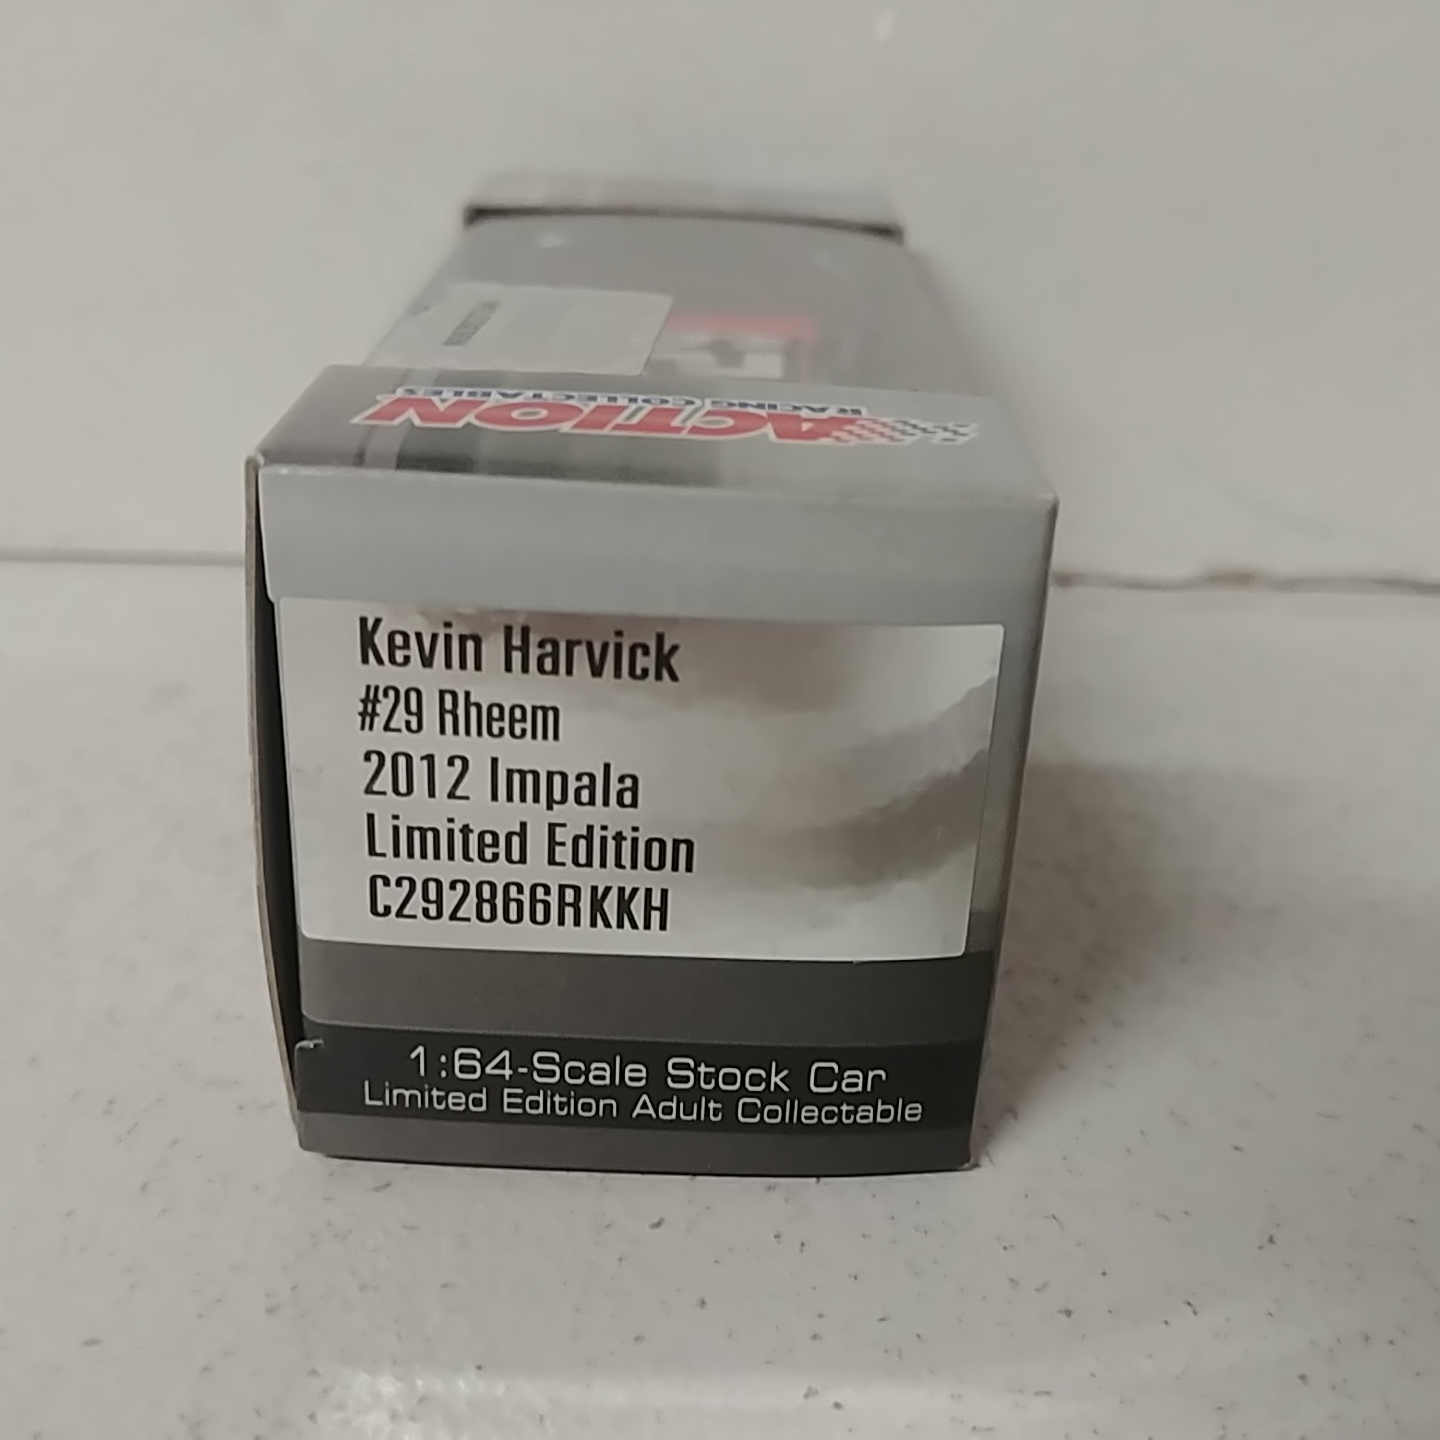 ACTION
RACING COLLECTABLES
Kevin Harvick
#29 Rheem
2012 Impala
Limited Edition
C292866RKKH
1:64-Scale Stock Car
Limited Edition Adult Collectable